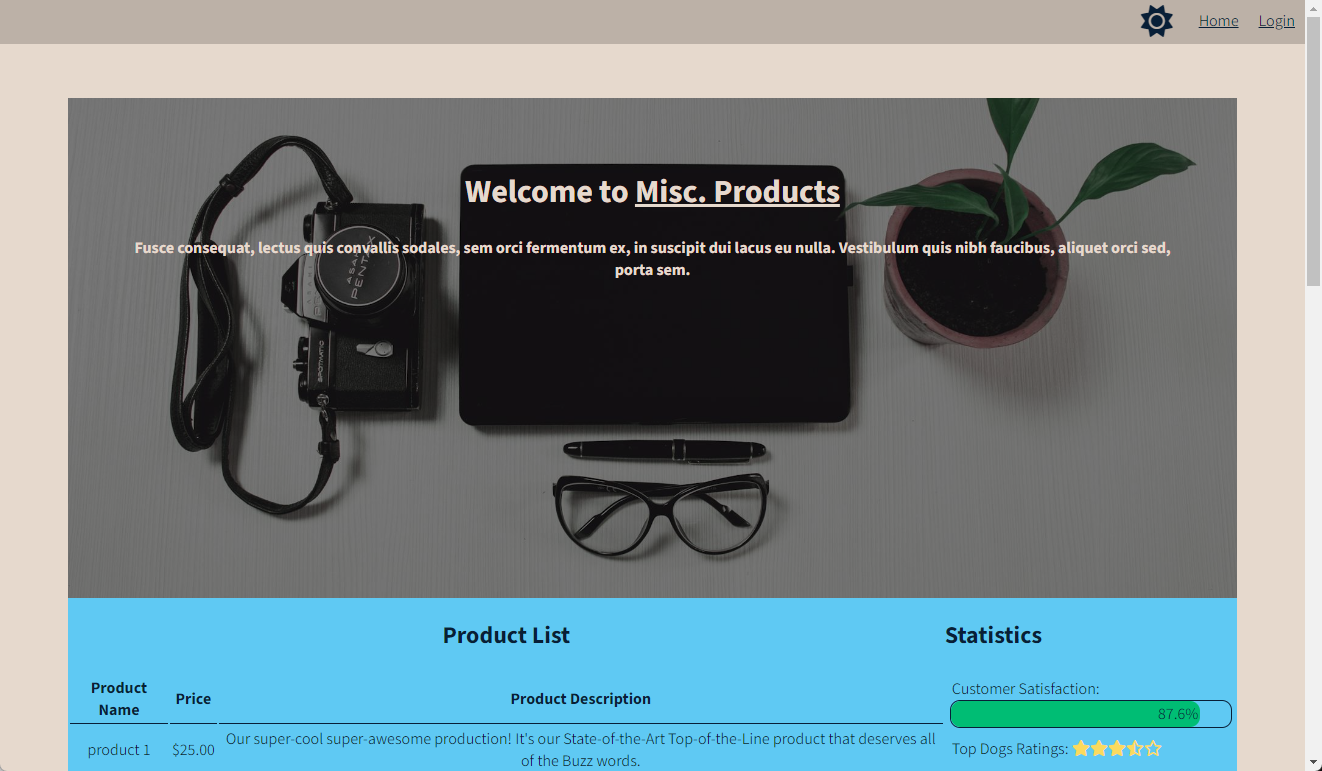 Home Login
Welcome to Misc. Products
Fusce consequat, lectus quis convallis sodales, sem orci fermentum ex, in suscipit dui lacus eu nulla. Vestibulum quis nibh faucibus, aliquet orci sed,
porta sem.
ASAHI
PENTAX
SPOTMATIC
Product List
Product
Name
Price
Product Description
product 1
$25.00
Our super-cool super-awesome production! It's our State-of-the-Art Top-of-the-Line product that deserves all
of the Buzz words.
Statistics
Customer Satisfaction:
87.6%
Top Dogs Ratings: